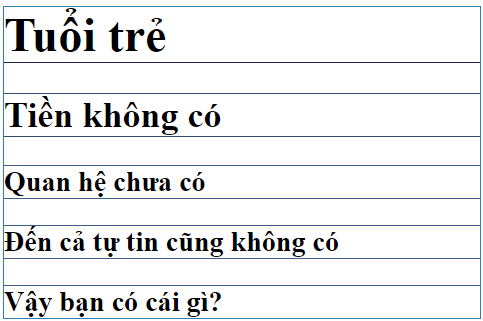 Tuổi trẻ
Tiền không có
Quan hệ chưa có
Đến cả tự tin cũng không có
Vậy bạn có cái gì?